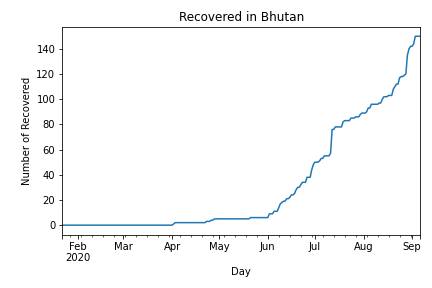 Recovered in Bhutan
Number of Recovered
140
120
100
80
60
40
20
0
Feb Mar Apr May Jun Jul Aug Sep
2020
Day